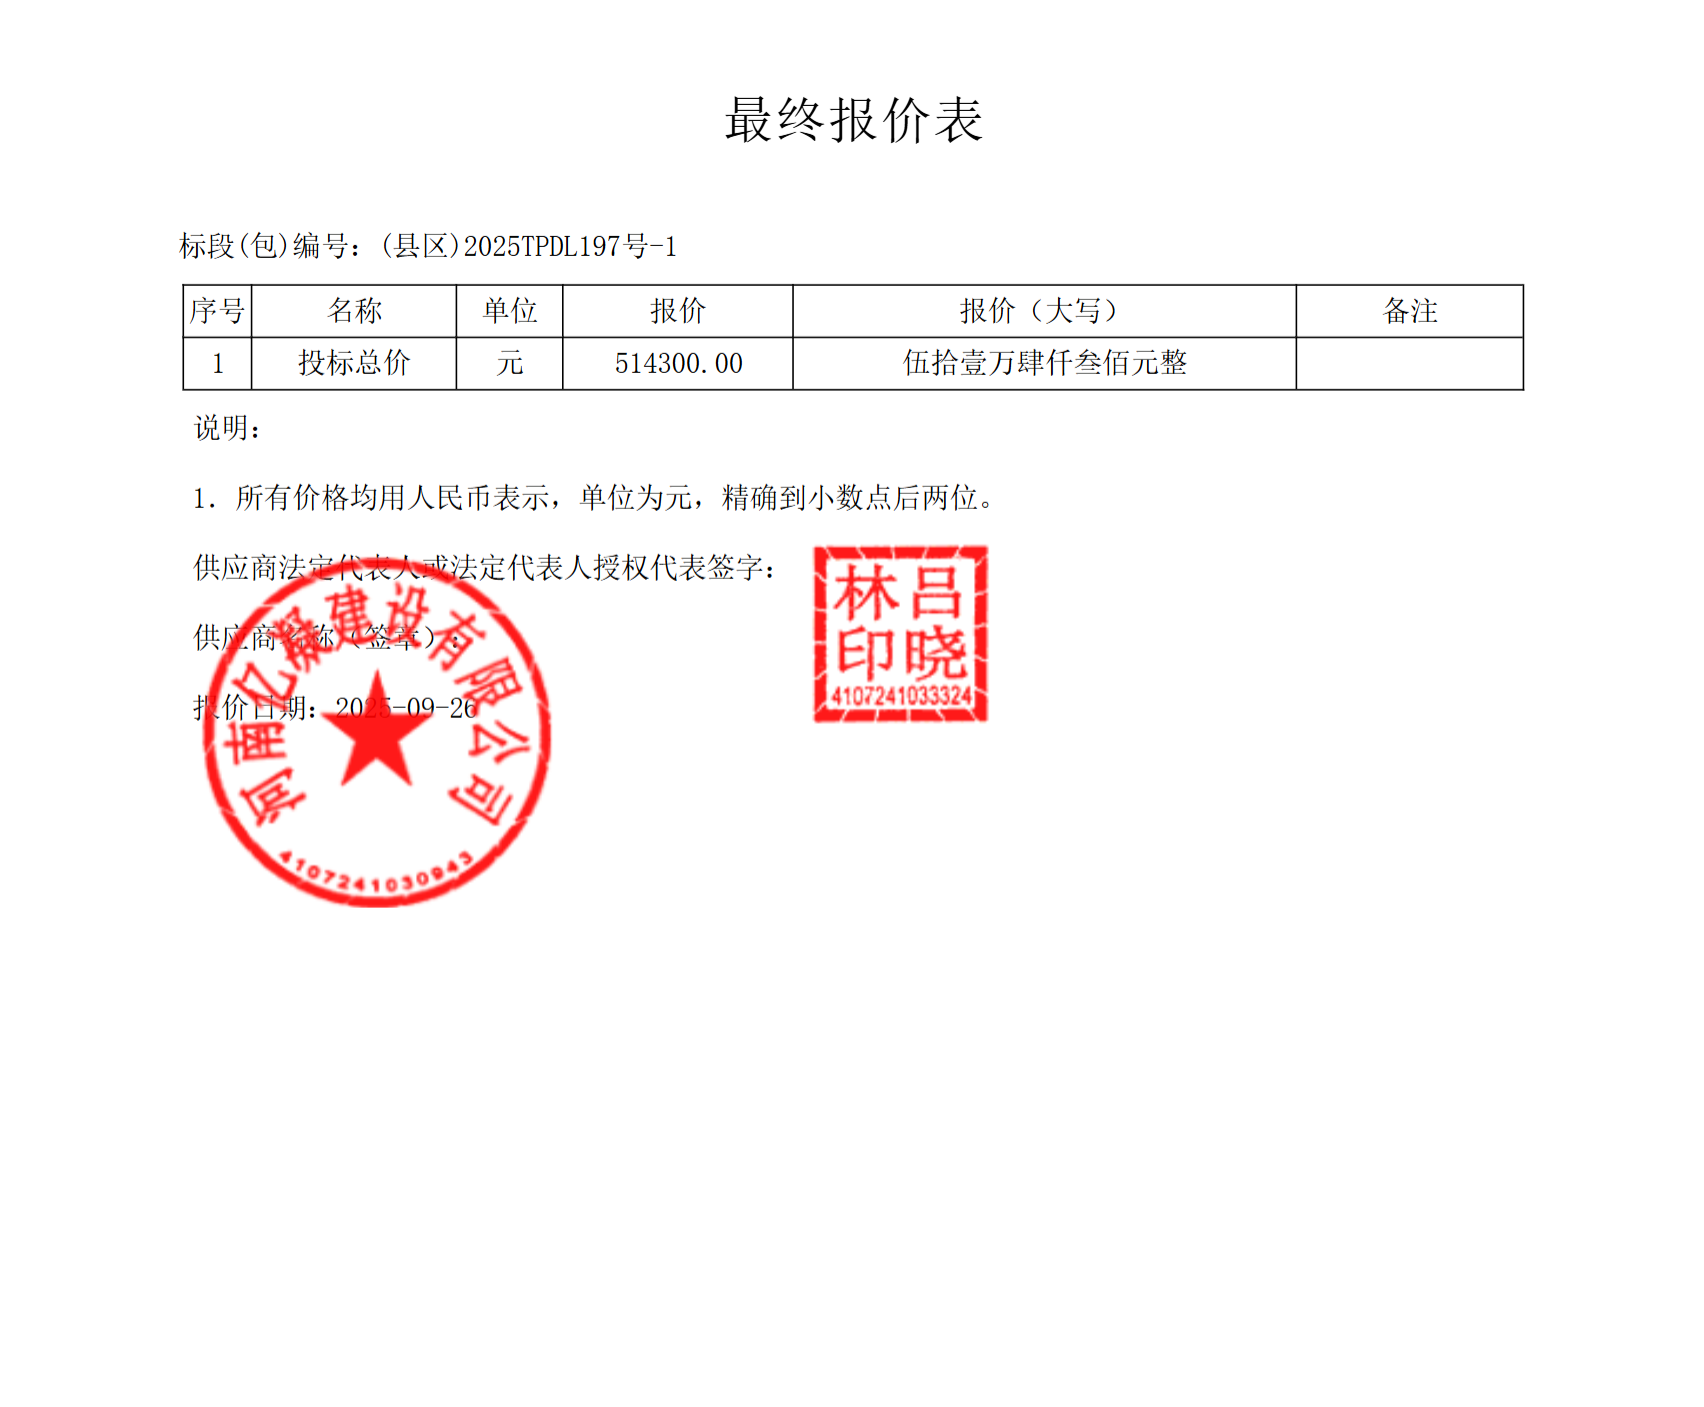 最终报价表
标段(包)编号：(县区)2025TPDL197号-1
序号 名称 单位 报价 报价（大写） 备注
1 投标总价 元 514300.00 伍拾壹万肆仟叁佰元整
说明：
1. 所有价格均用人民币表示，单位为元，精确到小数点后两位。
供应商法定代表人或法定代表人授权代表签字：
供应商名称（签章）：
报价日期：2025-09-26
河南亿凝建设有限公司
4107241030943
吕晓林印
4107241033324